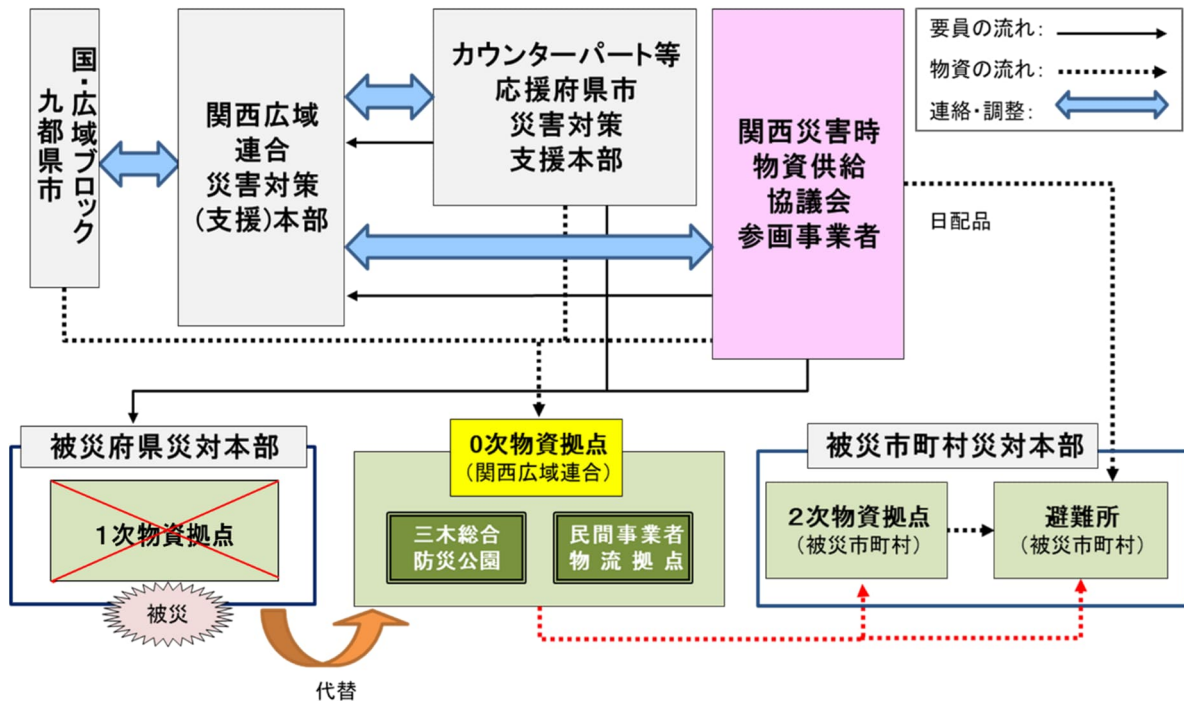 国・広域ブロック
九都県市
関西広域
連合
災害対策
(支援)本部
カウンターパート等
応援府県市
災害対策
支援本部
関西災害時
物資供給
協議会
参画事業者
要員の流れ:
物資の流れ:
連絡・調整:
日配品
被災府県災対本部
1次物資拠点
被災
代替
0次物資拠点
(関西広域連合)
三木総合
防災公園
民間事業者
物流拠点
被災市町村災対本部
2次物資拠点
(被災市町村)
避難所
(被災市町村)